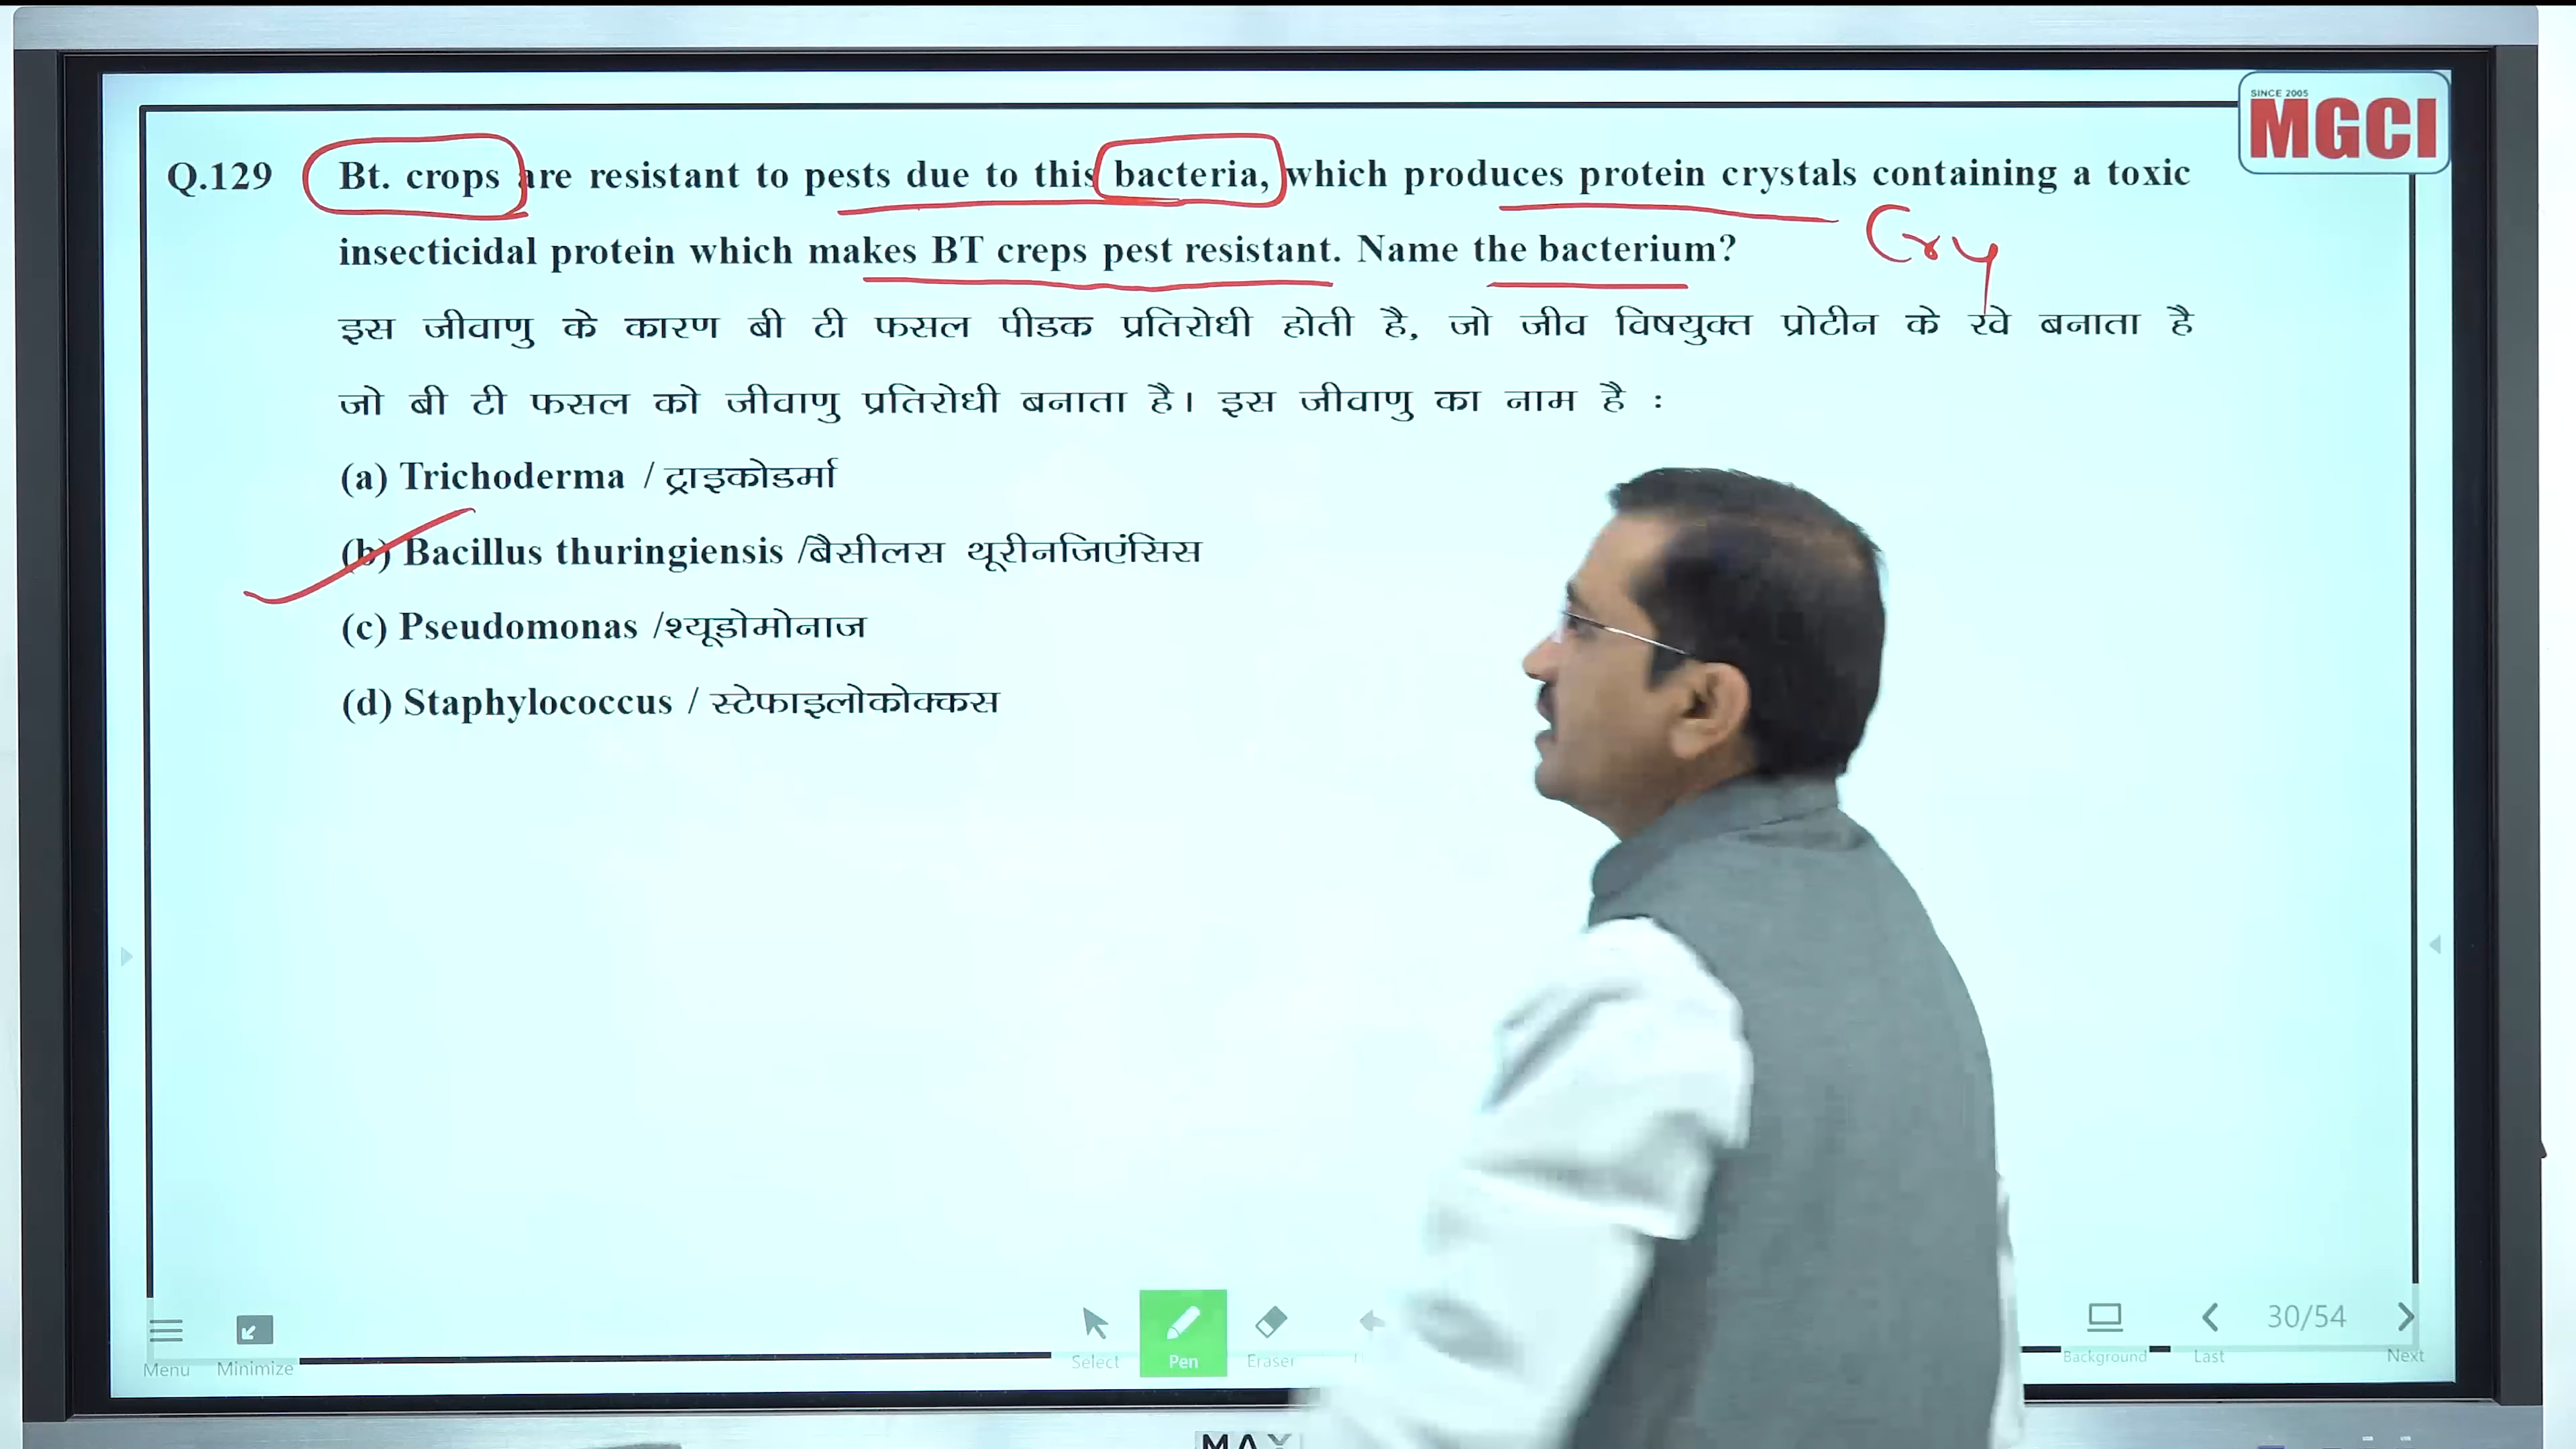 SINCE 2005
MGCI
Q.129 Bt. crops are resistant to pests due to this bacteria, which produces protein crystals containing a toxic
insecticidal protein which makes BT creps pest resistant. Name the bacterium?
Cry
इस जीवाणु के कारण बी टी फसल पीडक प्रतिरोधी होती है, जो जीव विषयुक्त प्रोटीन के रवे बनाता है
जो बी टी फसल को जीवाणु प्रतिरोधी बनाता है। इस जीवाणु का नाम है :
(a) Trichoderma / ट्राइकोडर्मा
(b) Bacillus thuringiensis /बैसीलस थूरीनजिएंसिस
(c) Pseudomonas /श्यूडोमोनाज
(d) Staphylococcus / स्टेफाइलोकोक्कस
Menu Minimize Select Pen Eraser Background Last 30/54 Next